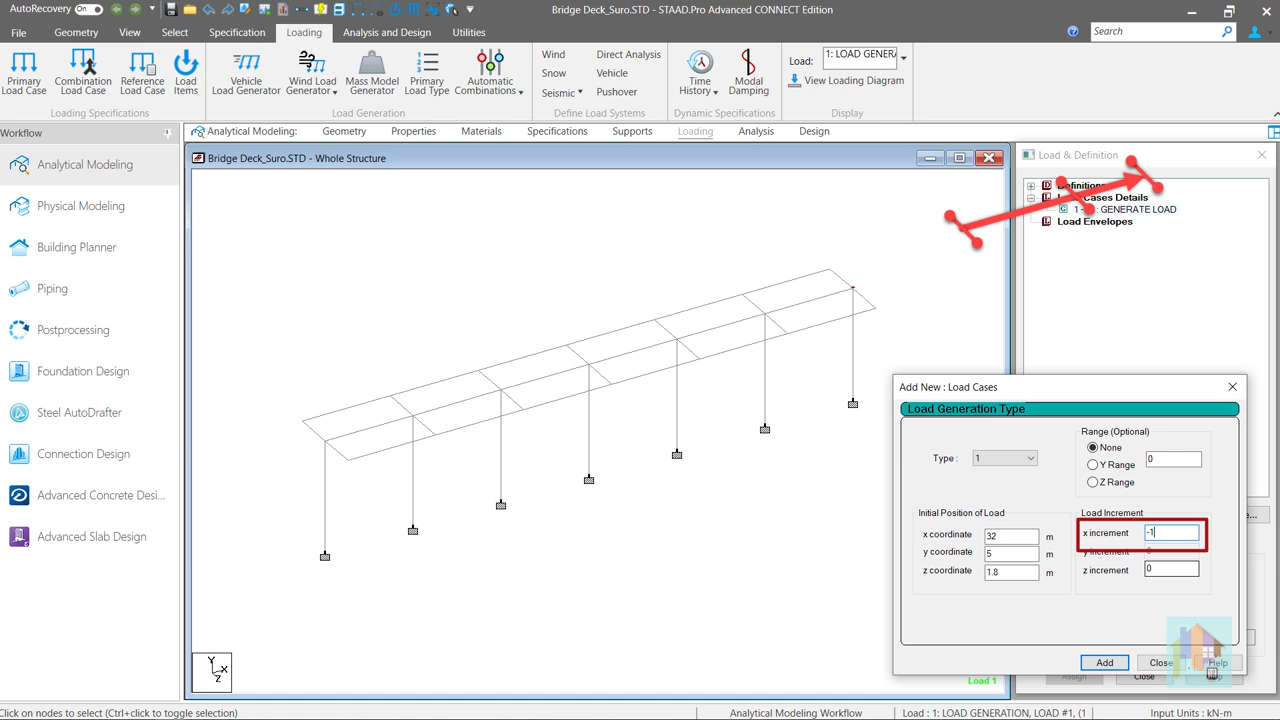 AutoRecovery On
Bridge Deck_Suro.STD - STAAD.Pro Advanced CONNECT Edition
File Geometry View Select Specification Loading Analysis and Design Utilities
Search
Primary Load Case
Combination Load Case
Reference Load Case
Load Items
Loading Specifications
Vehicle Load Generator
Wind Load Generator
Mass Model Generator
Primary Load Type
Automatic Combinations
Load Generation
Wind Direct Analysis
Snow Vehicle
Seismic Pushover
Define Load Systems
Time History
Modal Damping
Dynamic Specifications
Load: 1: LOAD GENERA
View Loading Diagram
Display
Workflow
Analytical Modeling
Physical Modeling
Building Planner
Piping
Postprocessing
Foundation Design
Steel AutoDrafter
Connection Design
Advanced Concrete Desi...
Advanced Slab Design
Analytical Modeling: Geometry Properties Materials Specifications Supports Loading Analysis Design
Bridge Deck_Suro.STD - Whole Structure
Y
X
Z
Load 1
Load & Definition
Definitions
Load Cases Details
: GENERATE LOAD
Load Envelopes
Add New : Load Cases
Load Generation Type
Type : 1
Range (Optional)
None
Y Range 0
Z Range
Initial Position of Load
x coordinate 32 m
y coordinate 5 m
z coordinate 1.8 m
Load Increment
x increment -1
y increment 0
z increment 0
Add Close Help
Assign Close
Click on nodes to select (Ctrl+click to toggle selection)
Analytical Modeling Workflow
Load : 1: LOAD GENERATION, LOAD #1, (1
Input Units : kN-m